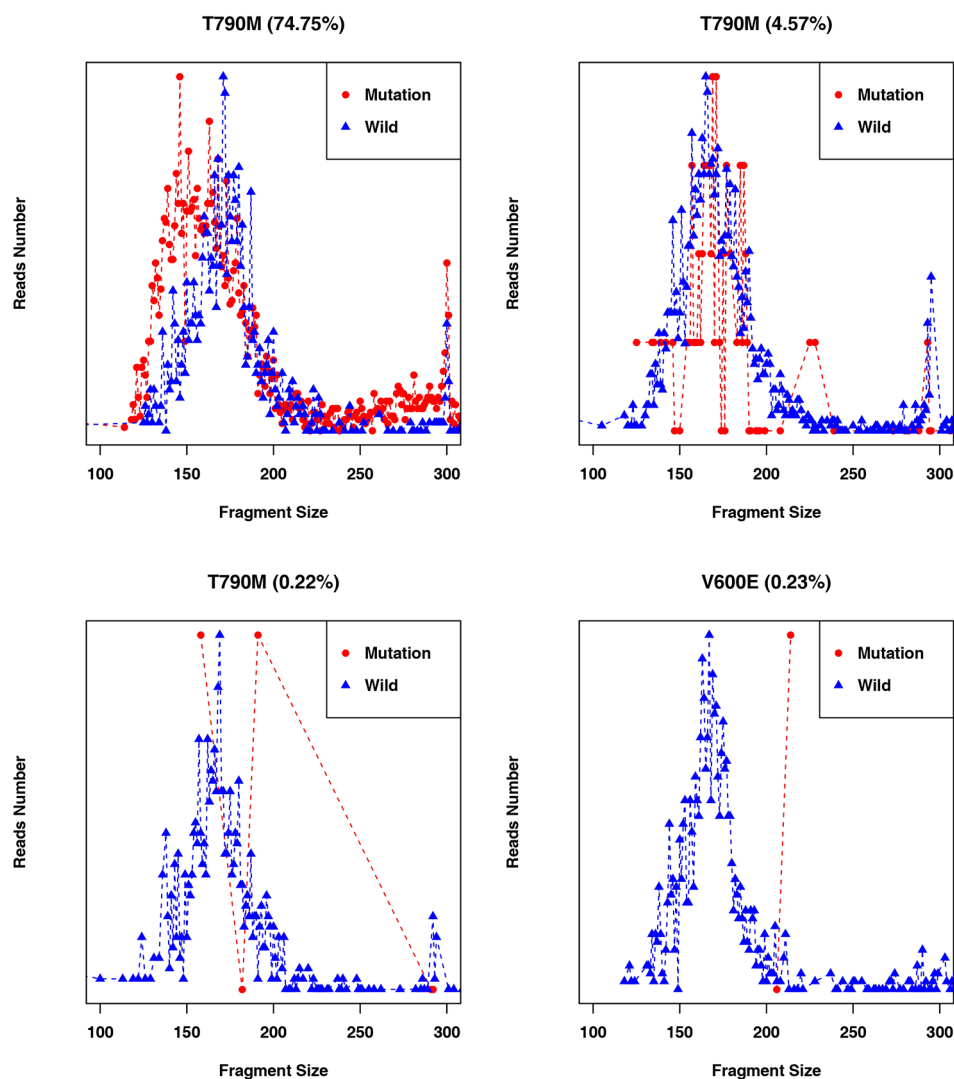 T790M (74.75%)
Mutation
Wild
Reads Number
100 150 200 250 300
Fragment Size
T790M (4.57%)
Mutation
Wild
Reads Number
100 150 200 250 300
Fragment Size
T790M (0.22%)
Mutation
Wild
Reads Number
100 150 200 250 300
Fragment Size
V600E (0.23%)
Mutation
Wild
Reads Number
100 150 200 250 300
Fragment Size